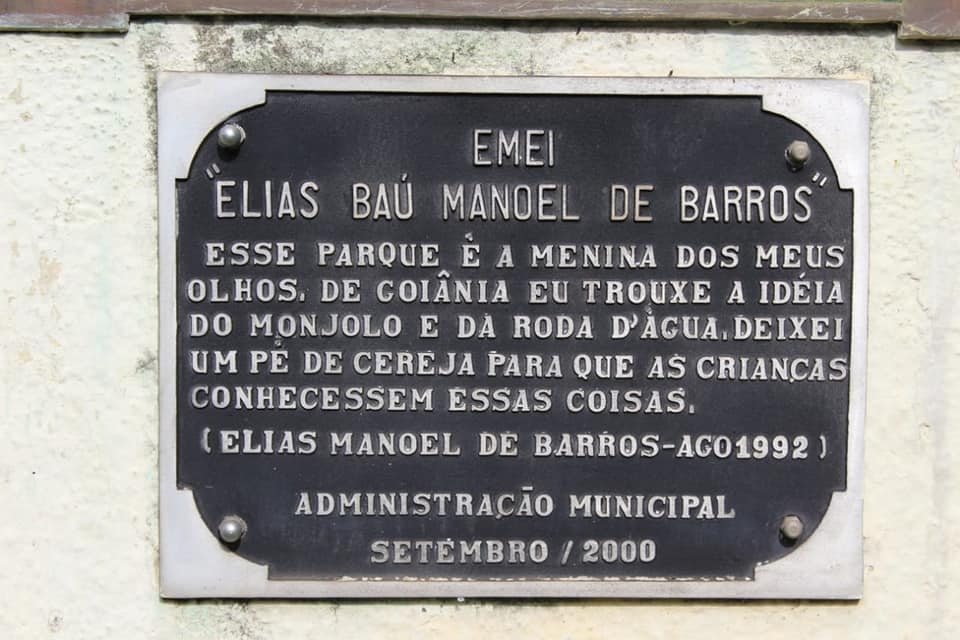 EMEI
"ELIAS BAÚ MANOEL DE BARROS"
ESSE PARQUE É A MENINA DOS MEUS
OLHOS. DE GOIÂNIA EU TROUXE A IDÉIA
DO MONJOLO E DA RODA D'ÁGUA. DEIXEI
UM PÉ DE CEREJA PARA QUE AS CRIANÇAS
CONHECESSEM ESSAS COISAS.
(ELIAS MANOEL DE BARROS-AGO1992)
ADMINISTRAÇÃO MUNICIPAL
SETEMBRO / 2000